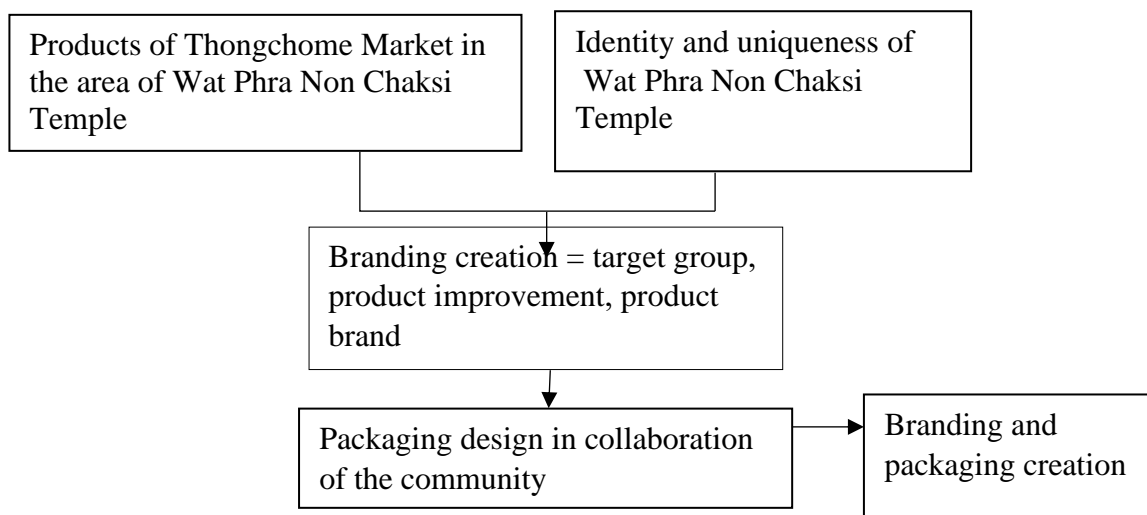 Products of Thongchome Market in
the area of Wat Phra Non Chaksi
Temple
Identity and uniqueness of
Wat Phra Non Chaksi
Temple
Branding creation = target group,
product improvement, product
brand
Packaging design in collaboration
of the community
Branding and
packaging creation